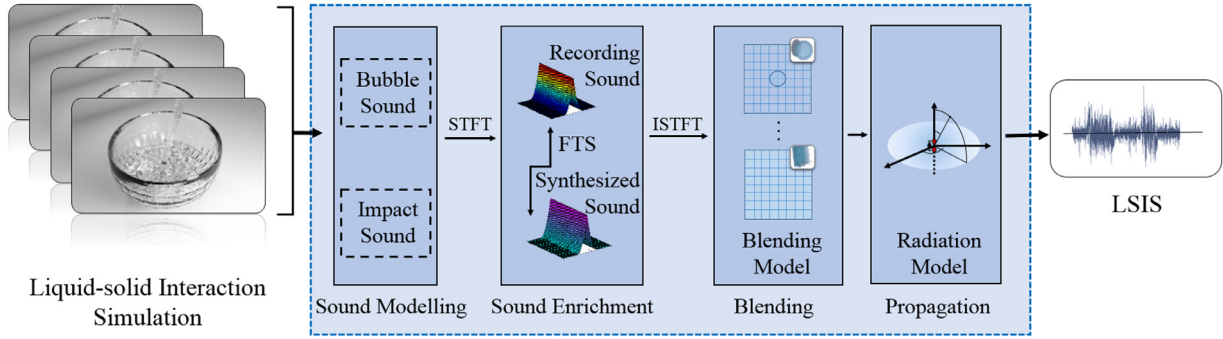 Liquid-solid Interaction
Simulation
Bubble
Sound
Impact
Sound
Sound Modelling
STFT
Recording
Sound
FTS
Synthesized
Sound
Sound Enrichment
ISTFT
Blending
Model
Blending
Radiation
Model
Propagation
LSIS